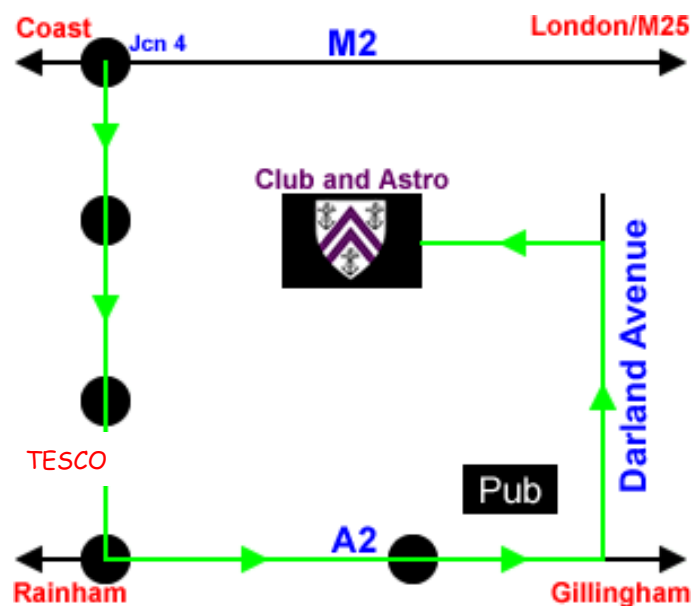 Coast
Jcn 4
M2
London/M25
Club and Astro
Darland Avenue
TESCO
Pub
A2
Rainham
Gillingham